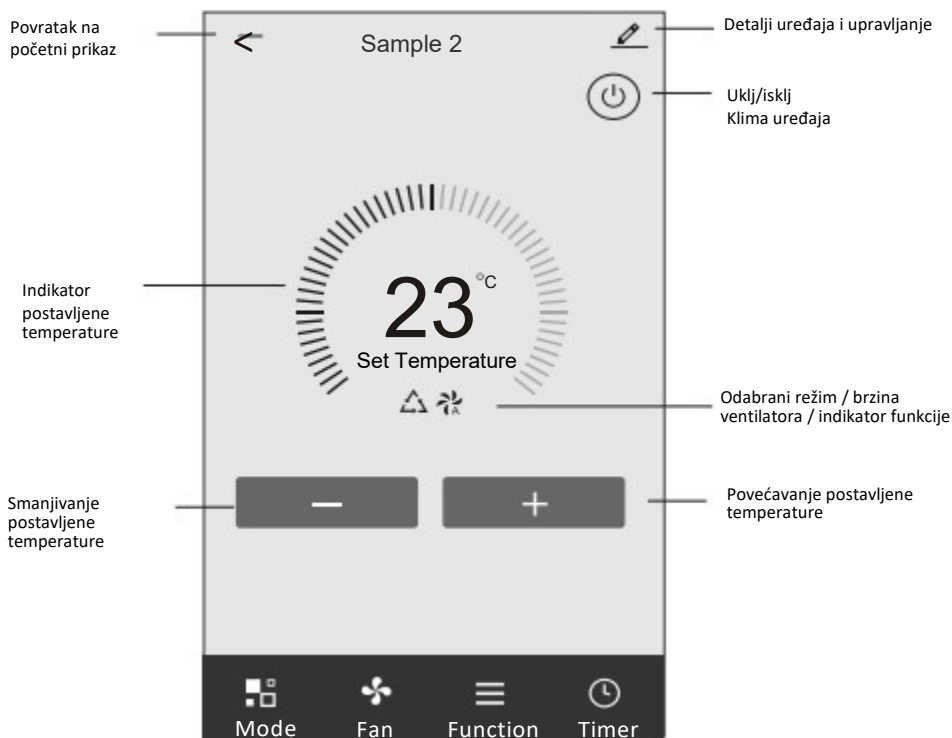 Povratak na
početni prikaz
Sample 2
Detalji uređaja i upravljanje
Uklj/isklj
Klima uređaja
Indikator
postavljene
temperature
23°C
Set Temperature
A
Odabrani režim / brzina
ventilatora / indikator funkcije
Smanjivanje
postavljene
temperature
−
+
Povećavanje postavljene
temperature
Mode
Fan
Function
Timer